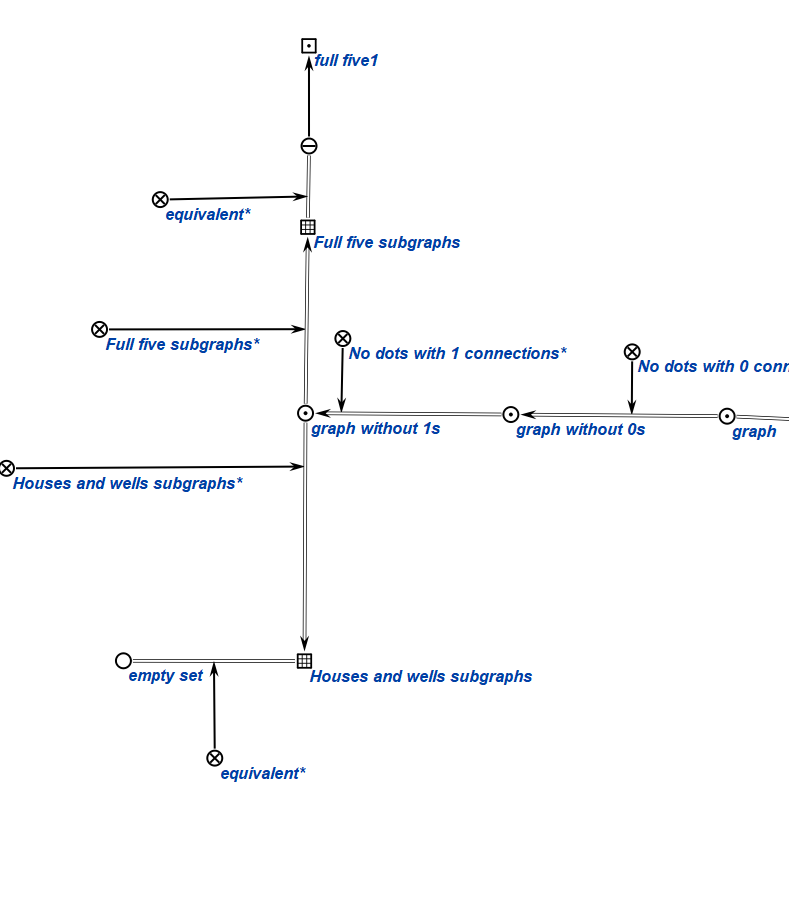 full five1
equivalent*
Full five subgraphs
Full five subgraphs*
No dots with 1 connections*
No dots with 0 conn
graph without 1s
graph without 0s
graph
Houses and wells subgraphs*
empty set
Houses and wells subgraphs
equivalent*